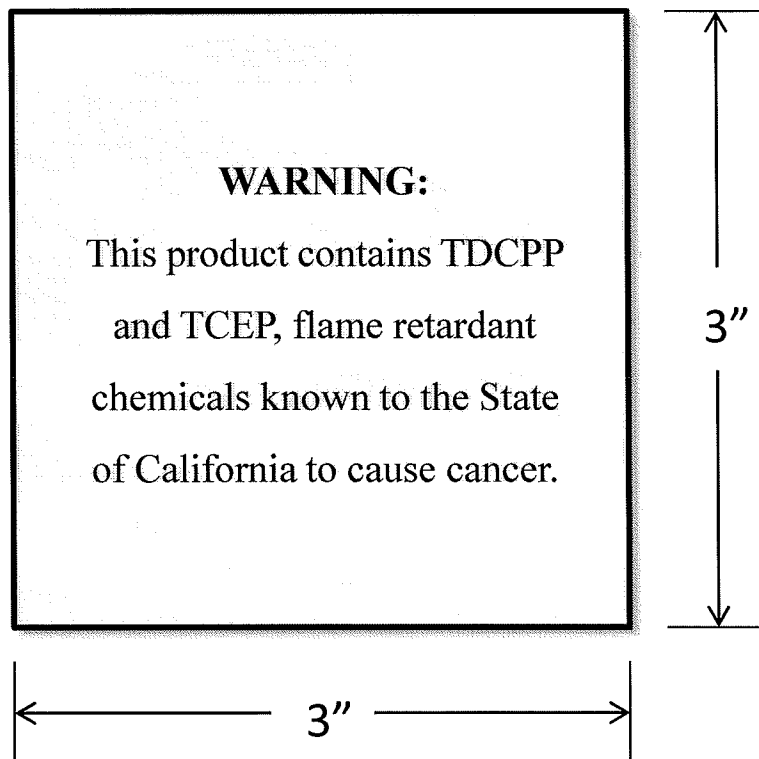 WARNING:
This product contains TDCPP
and TCEP, flame retardant
chemicals known to the State
of California to cause cancer.
3”
3”